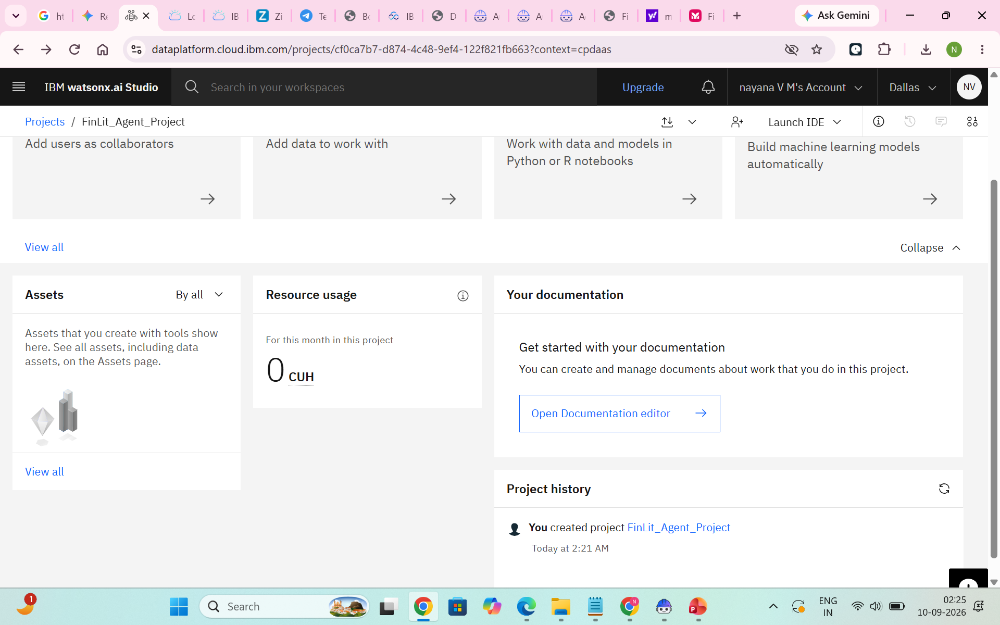 ht
Re
Lo
IB
Zi
Te
Bo
IB
D
A
A
A
Fi
m
Fi
Ask Gemini
dataplatform.cloud.ibm.com/projects/cf0ca7b7-d874-4c48-9ef4-122f821fb663?context=cpdaas
N
IBM watsonx.ai Studio
Search in your workspaces
Upgrade
nayana V M's Account
Dallas
NV
Projects / FinLit_Agent_Project
Launch IDE
Add users as collaborators
Add data to work with
Work with data and models in
Python or R notebooks
Build machine learning models
automatically
View all
Collapse
Assets
By all
Assets that you create with tools show
here. See all assets, including data
assets, on the Assets page.
View all
Resource usage
For this month in this project
0 CUH
Your documentation
Get started with your documentation
You can create and manage documents about work that you do in this project.
Open Documentation editor
Project history
You created project FinLit_Agent_Project
Today at 2:21 AM
1
Search
N
P
ENG
IN
02:25
10-09-2026